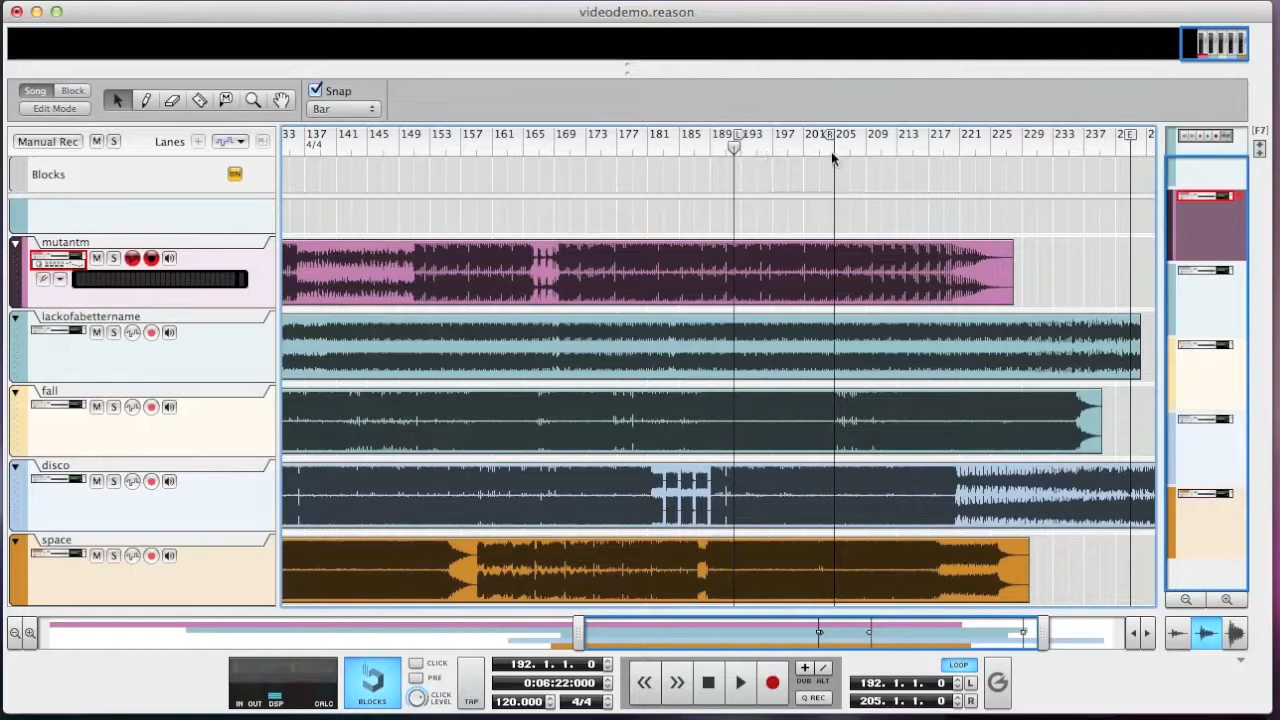 videodemo.reason
Song Block
Edit Mode
Snap
Bar
[F7]
Manual Rec M S Lanes +
33 137 141 145 149 153 157 161 165 169 173 177 181 185 189 L 193 197 201 R 205 209 213 217 221 225 229 233 237 E
4/4
Blocks ON
mutantm
M S
lackofabettername
M S
fall
M S
disco
M S
space
M S
IN OUT DSP CALC
BLOCKS
CLICK
PRE
CLICK LEVEL
TAP
192. 1. 1. 0
0:06:22:000
120.000 4/4
DUB ALT
Q REC
LOOP
192. 1. 1. 0 L
205. 1. 1. 0 R